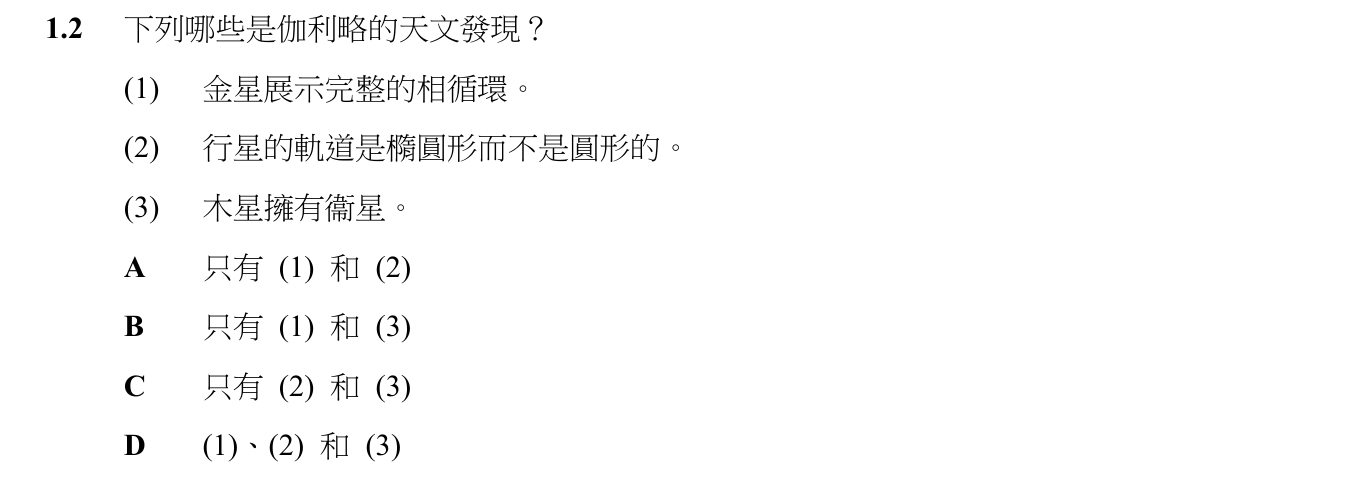 1.2 下列哪些是伽利略的天文發現？
(1) 金星展示完整的相循環。
(2) 行星的軌道是橢圓形而不是圓形的。
(3) 木星擁有衞星。
A 只有 (1) 和 (2)
B 只有 (1) 和 (3)
C 只有 (2) 和 (3)
D (1)、(2) 和 (3)